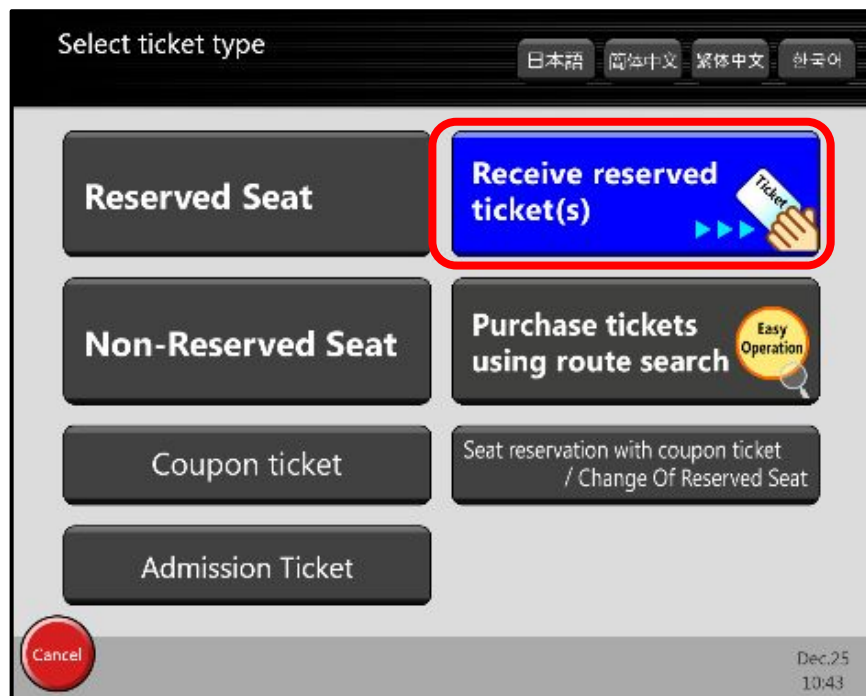 Select ticket type
日本語 简体中文 繁体中文 한국어
Reserved Seat
Receive reserved
ticket(s)
Ticket
Non-Reserved Seat
Purchase tickets
using route search
Easy
Operation
Coupon ticket
Seat reservation with coupon ticket
/ Change Of Reserved Seat
Admission Ticket
Cancel
Dec.25
10:43